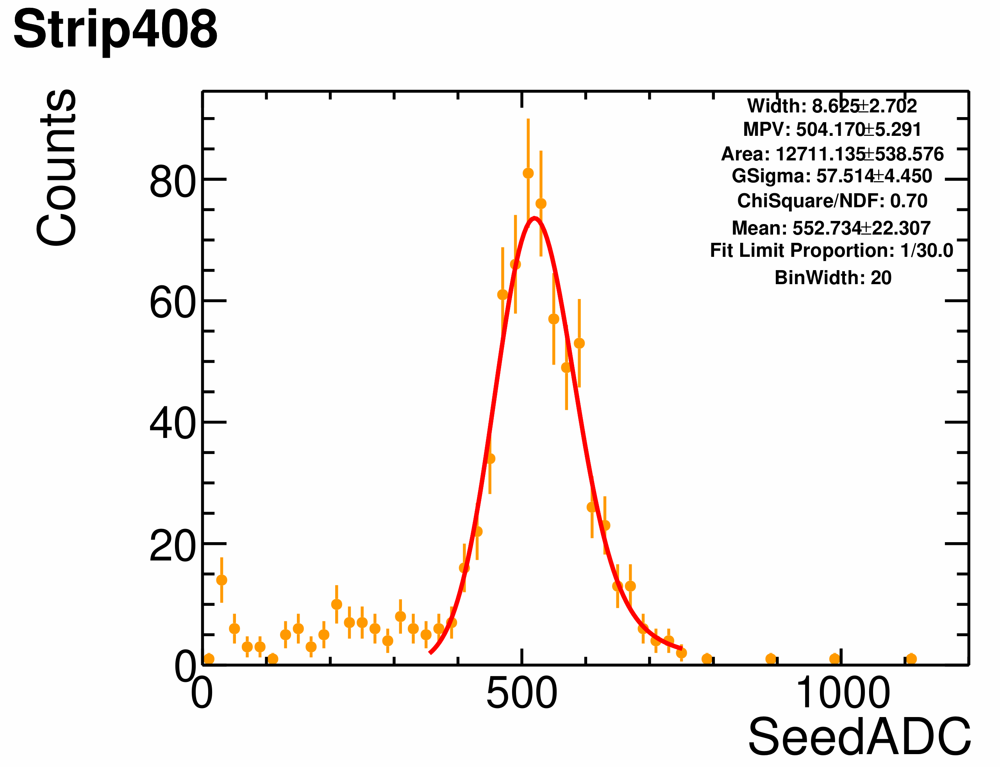 Strip408
Counts
Width: 8.625±2.702
MPV: 504.170±5.291
Area: 12711.135±538.576
GSigma: 57.514±4.450
ChiSquare/NDF: 0.70
Mean: 552.734±22.307
Fit Limit Proportion: 1/30.0
BinWidth: 20
80
60
40
20
0
0 500 1000
SeedADC